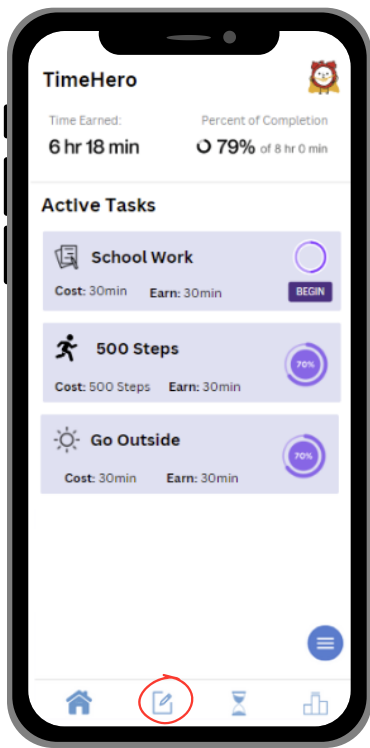 TimeHero
Time Earned: Percent of Completion
6 hr 18 min 79% of 8 hr 0 min
Active Tasks
School Work
Cost: 30min Earn: 30min BEGIN
500 Steps
70%
Cost: 500 Steps Earn: 30min
Go Outside
70%
Cost: 30min Earn: 30min